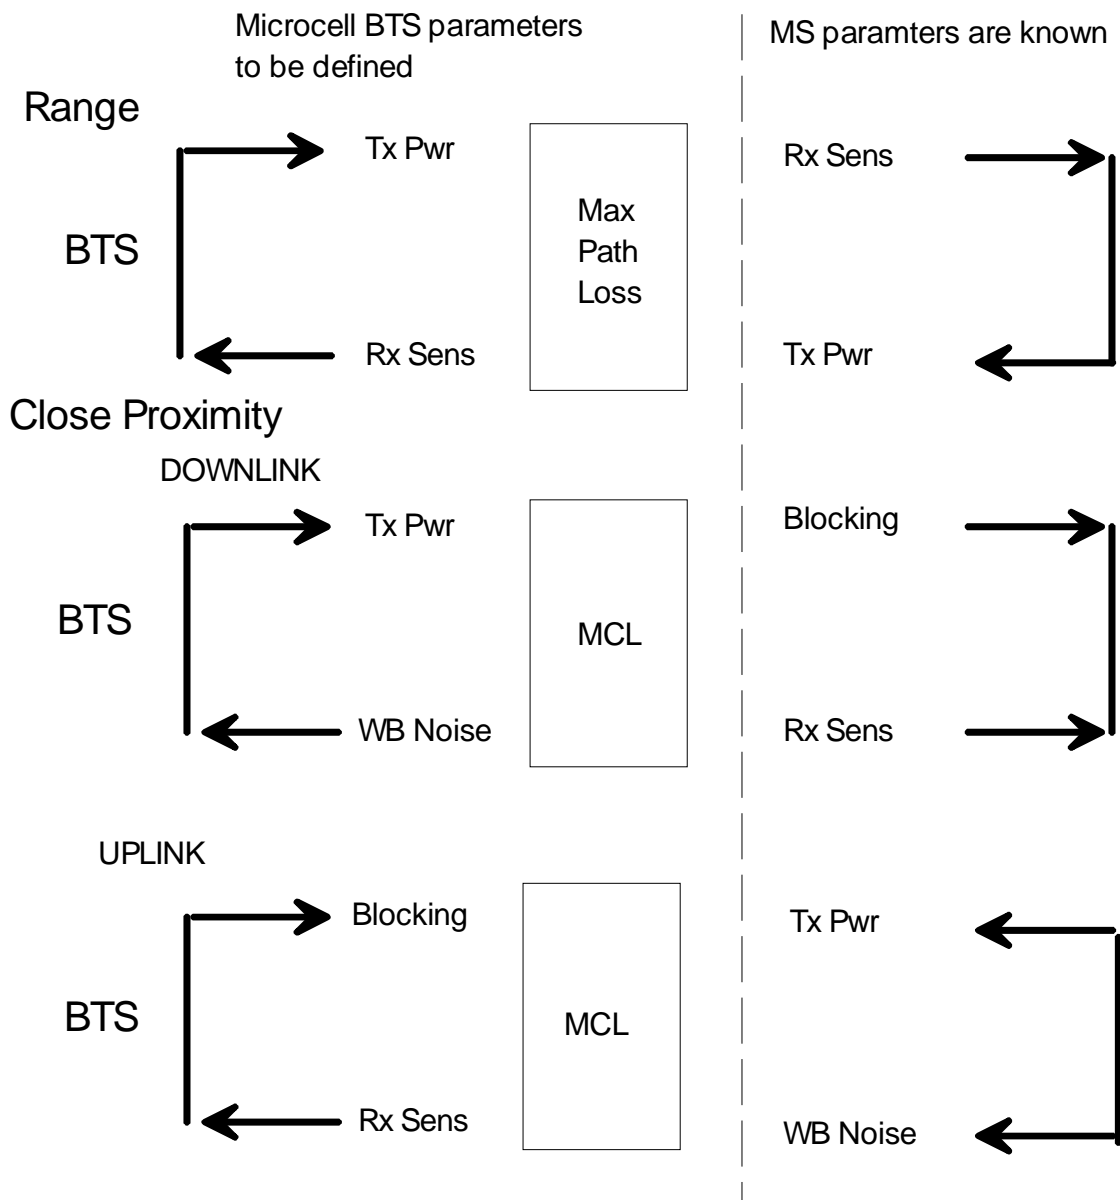 Microcell BTS parameters
to be defined
MS paramters are known
Range
Tx Pwr
Rx Sens
BTS
Max
Path
Loss
Rx Sens
Tx Pwr
Close Proximity
DOWNLINK
Tx Pwr
Blocking
BTS
MCL
WB Noise
Rx Sens
UPLINK
Blocking
Tx Pwr
BTS
MCL
Rx Sens
WB Noise